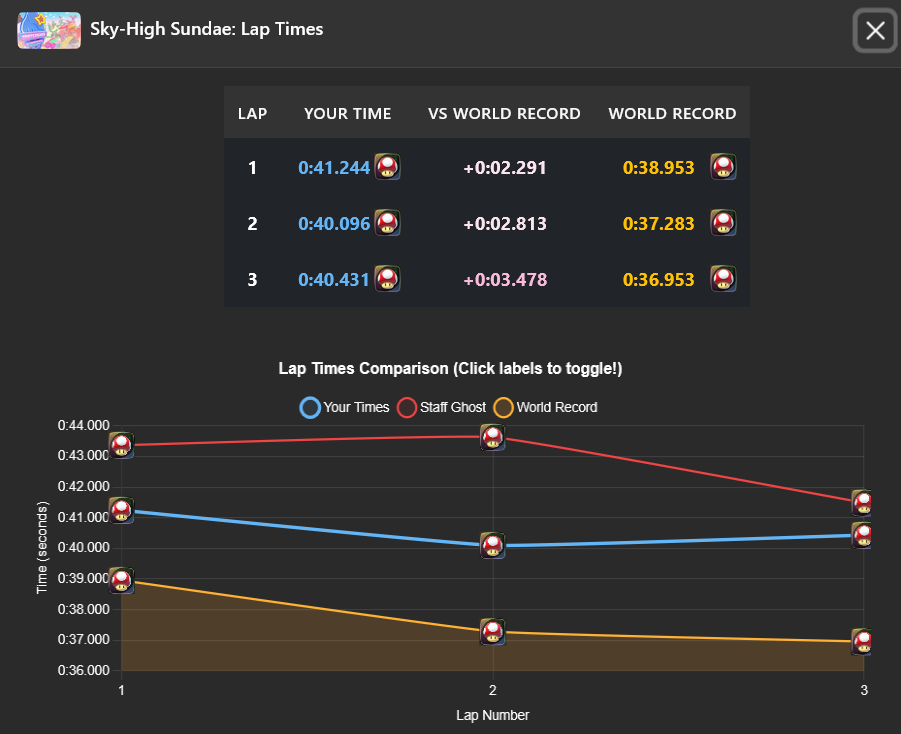 Sky-High Sundae: Lap Times
LAP YOUR TIME VS WORLD RECORD WORLD RECORD
1 0:41.244 +0:02.291 0:38.953
2 0:40.096 +0:02.813 0:37.283
3 0:40.431 +0:03.478 0:36.953
Lap Times Comparison (Click labels to toggle!)
Your Times Staff Ghost World Record
0:44.000
0:43.000
0:42.000
0:41.000
0:40.000
0:39.000
0:38.000
0:37.000
0:36.000
Time (seconds)
1 2 3
Lap Number